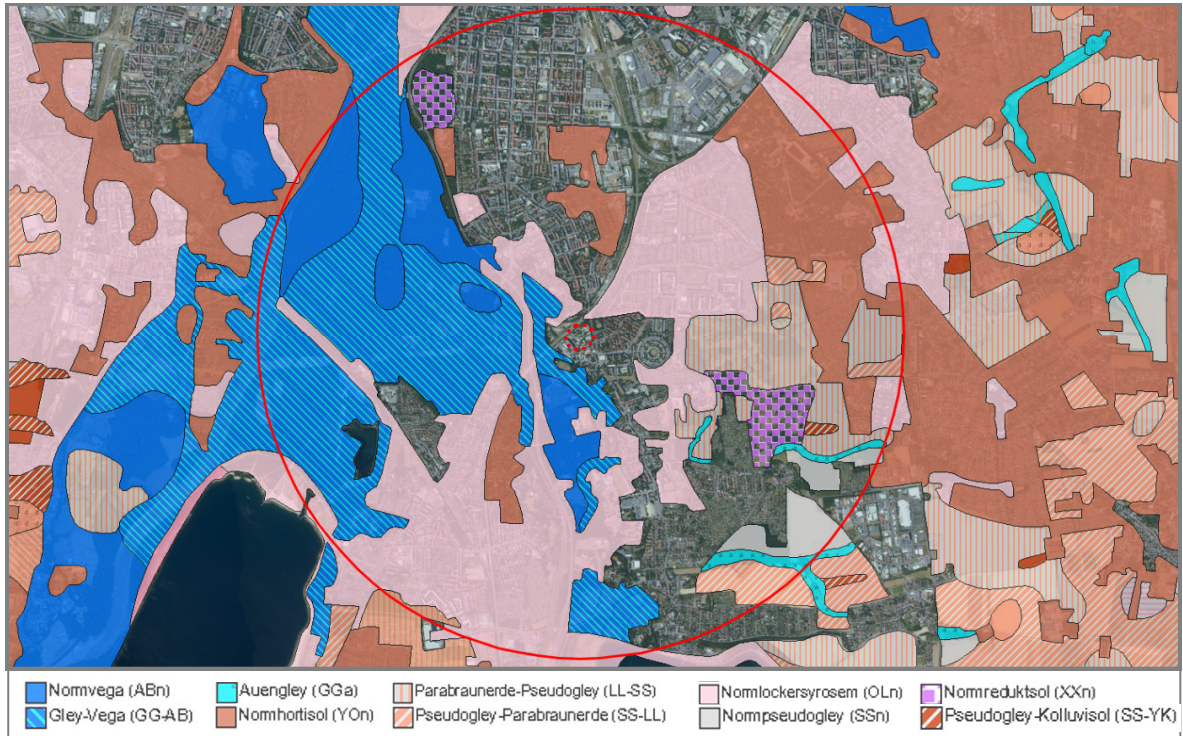 Normvega (ABn) Auengley (GGa) Parabraunerde-Pseudogley (LL-SS) Normlockersyrosem (OLn) Normreduktsol (XXn)
Gley-Vega (GG-AB) Normhortisol (YOn) Pseudogley-Parabraunerde (SS-LL) Normpseudogley (SSn) Pseudogley-Kolluvisol (SS-YK)